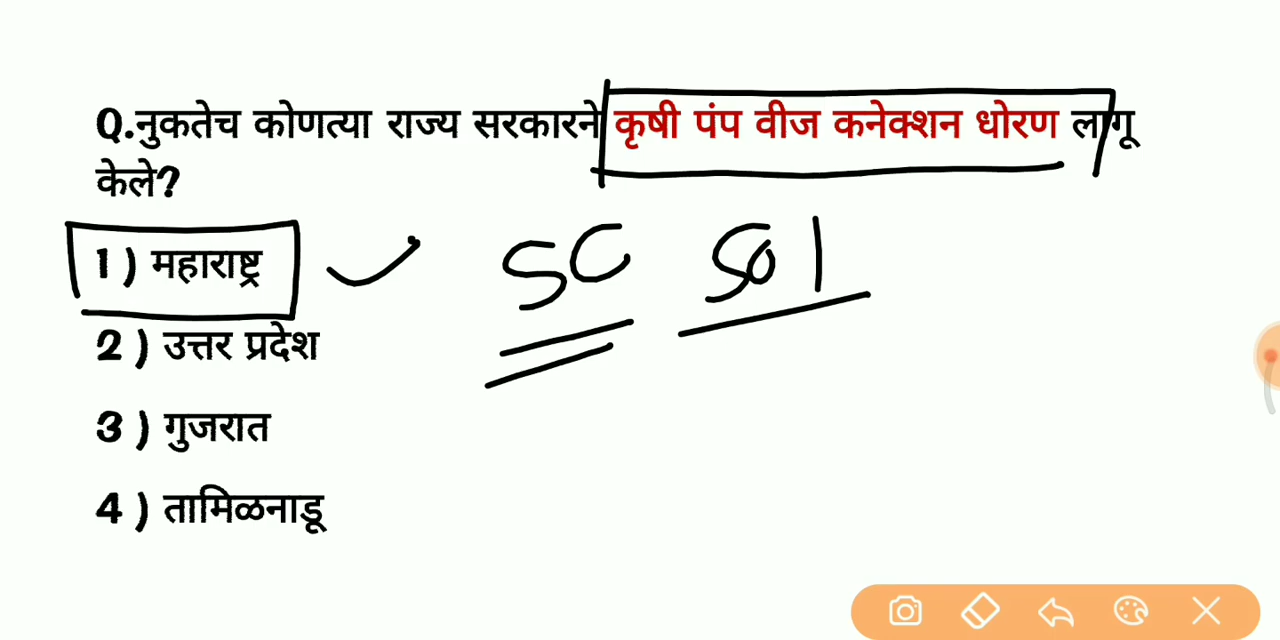 Q.नुकतेच कोणत्या राज्य सरकारने कृषी पंप वीज कनेक्शन धोरण लागू
केले?
1) महाराष्ट्र
2) उत्तर प्रदेश
3) गुजरात
4) तामिळनाडू